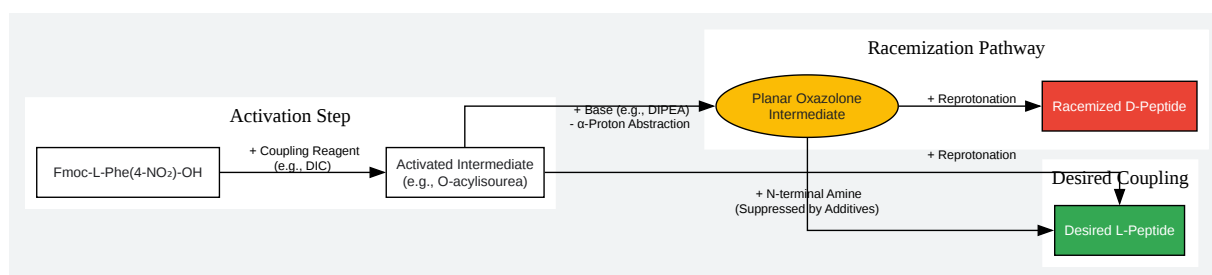 Racemization Pathway
Planar Oxazolone
Intermediate
+ Reprotonation
Racemized D-Peptide
Activation Step
+ Base (e.g., DIPEA)
- α-Proton Abstraction
Fmoc-L-Phe(4-NO₂)-OH
+ Coupling Reagent
(e.g., DIC)
Activated Intermediate
(e.g., O-acylisourea)
+ Reprotonation
Desired Coupling
+ N-terminal Amine
(Suppressed by Additives)
Desired L-Peptide